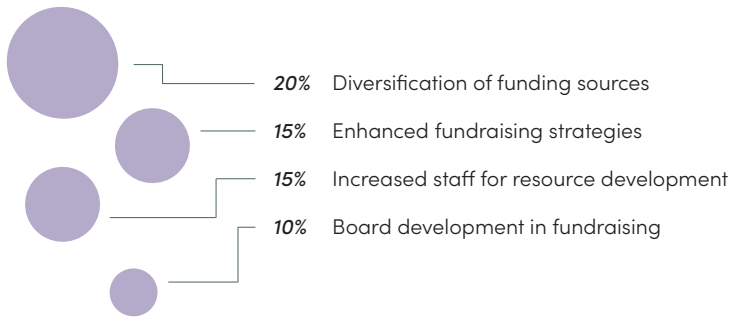 20% Diversification of funding sources
15% Enhanced fundraising strategies
15% Increased staff for resource development
10% Board development in fundraising